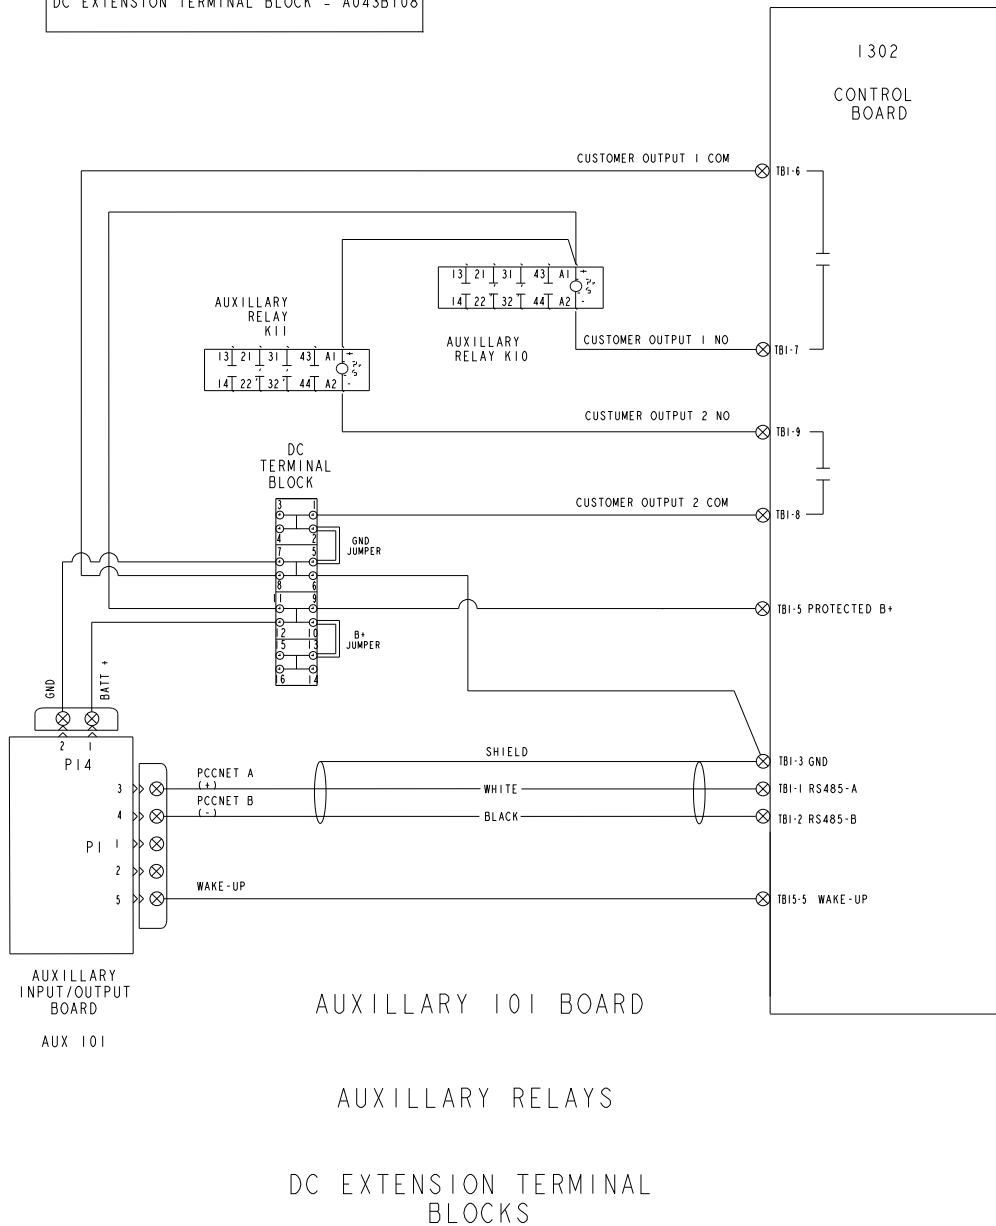 DC EXTENSION TERMINAL BLOCK - A043B108
1302
CONTROL
BOARD
CUSTOMER OUTPUT 1 COM
TB1-6
13 21 31 43 A1 +
14 22 32 44 A2 -
AUXILLARY
RELAY K10
CUSTOMER OUTPUT 1 NO
TB1-7
AUXILLARY
RELAY
K11
13 21 31 43 A1 +
14 22 32 44 A2 -
CUSTUMER OUTPUT 2 NO
TB1-9
DC
TERMINAL
BLOCK
CUSTOMER OUTPUT 2 COM
TB1-8
3 1
4 2
GND
JUMPER
7 5
8 6
11 9
TB1-5 PROTECTED B+
12 10
B+
JUMPER
15 13
16 14
GND
BATT +
2 1
P14
SHIELD
TB1-3 GND
3
PCCNET A
(+)
WHITE
TB1-1 RS485-A
4
PCCNET B
(-)
BLACK
TB1-2 RS485-B
P1
1
2
5
WAKE-UP
TB15-5 WAKE-UP
AUXILLARY
INPUT/OUTPUT
BOARD
AUX 101
AUXILLARY 101 BOARD
AUXILLARY RELAYS
DC EXTENSION TERMINAL
BLOCKS